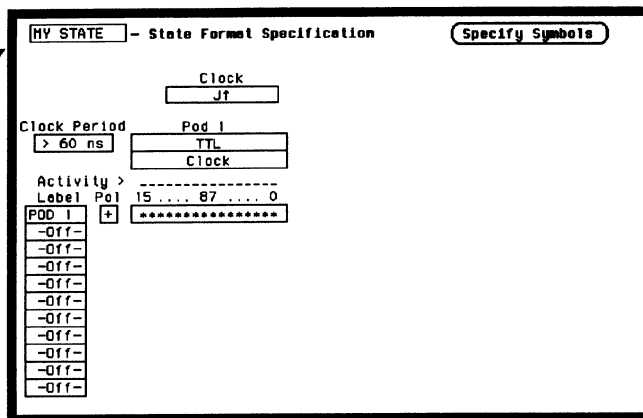 MY STATE - State Format Specification Specify Symbols
Clock
J↑
Clock Period Pod 1
> 60 ns TTL
Clock
Activity > ----------------
Label Pol 15 .... 87 .... 0
POD 1 + ****************
-Off-
-Off-
-Off-
-Off-
-Off-
-Off-
-Off-
-Off-
-Off-
-Off-